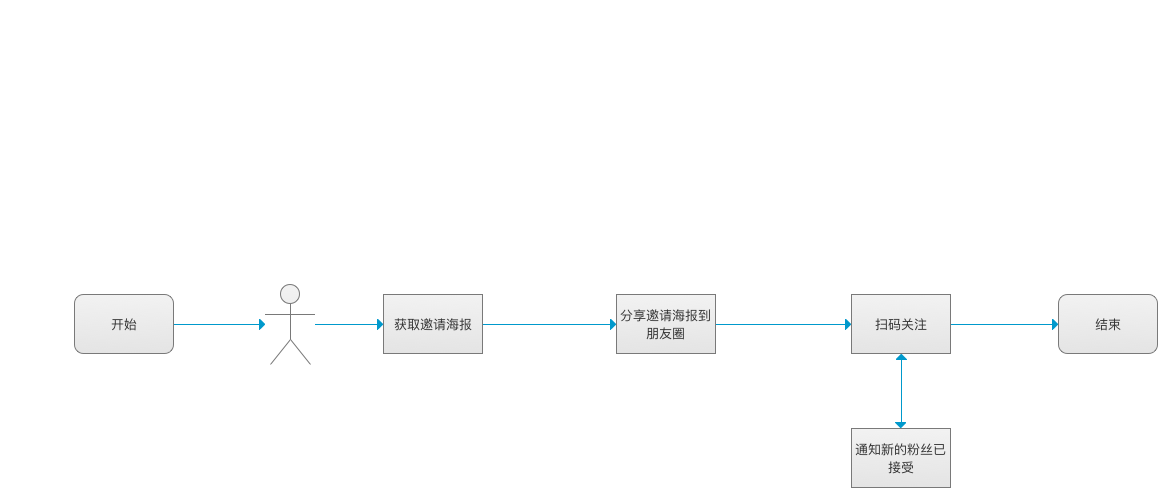 开始
获取邀请海报
分享邀请海报到
朋友圈
扫码关注
结束
通知新的粉丝已
接受